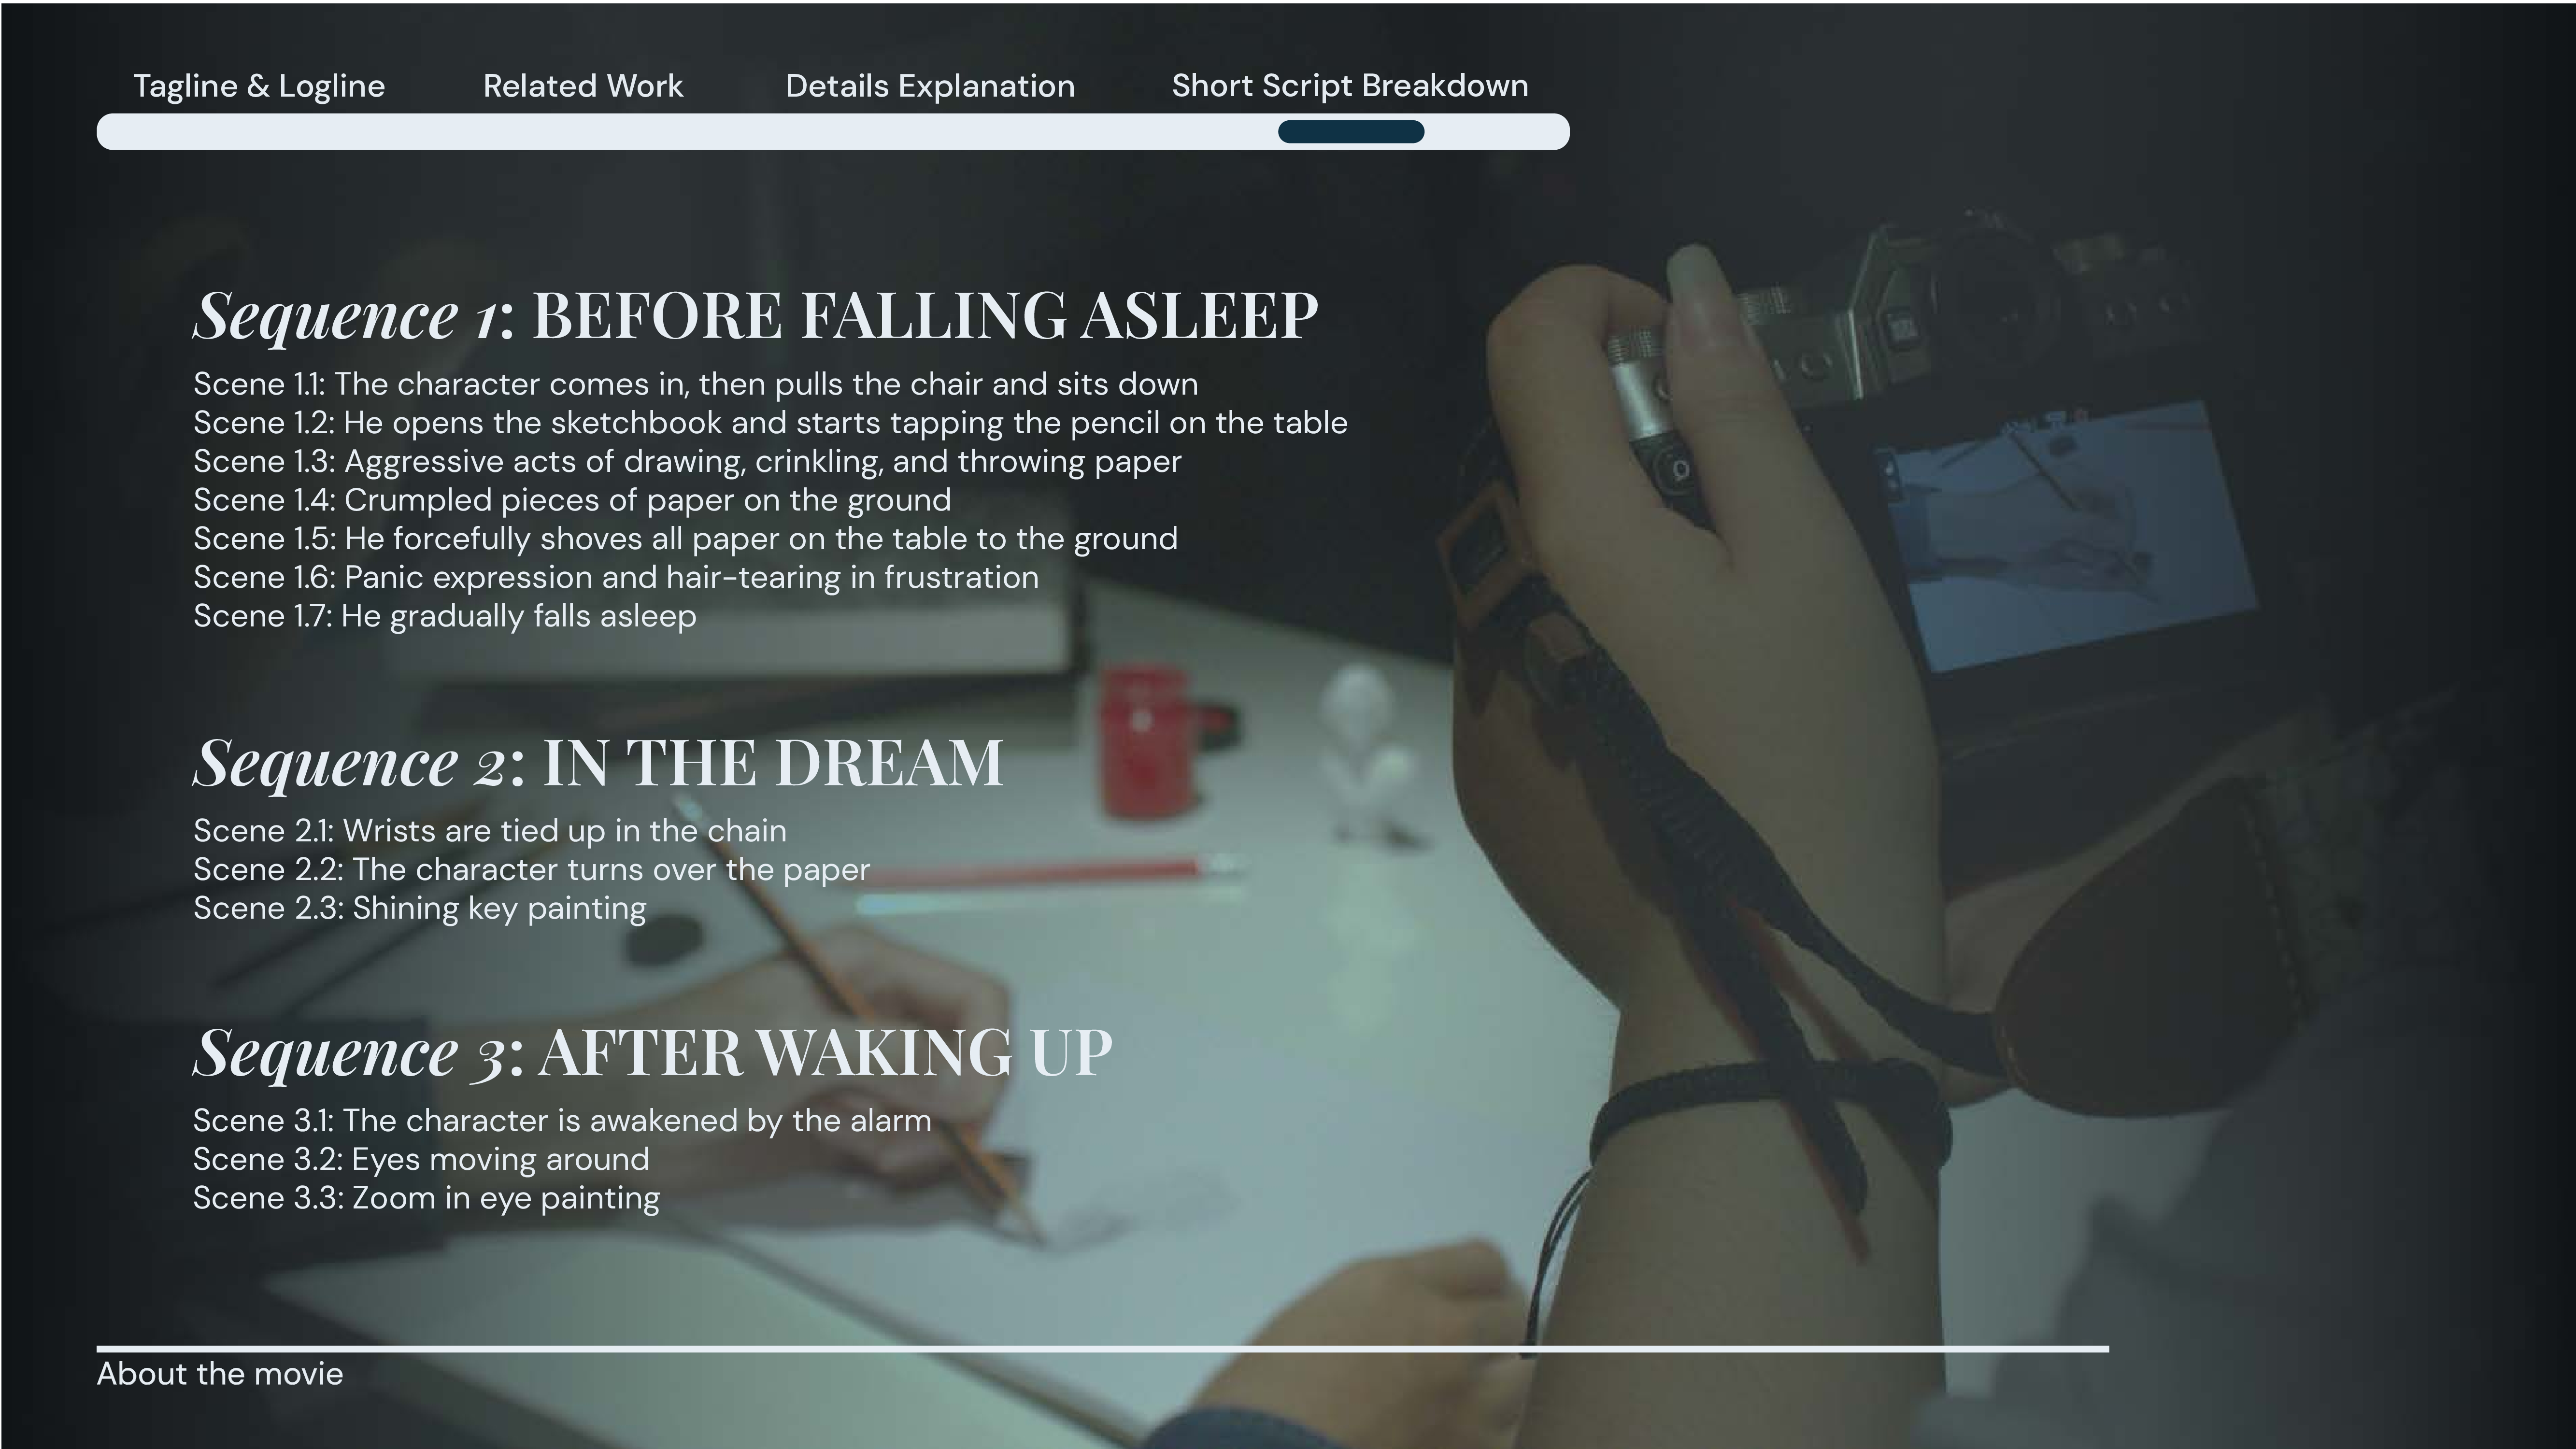 Tagline & Logline
Related Work
Details Explanation
Short Script Breakdown
Sequence 1: BEFORE FALLING ASLEEP
Scene 1.1: The character comes in, then pulls the chair and sits down
Scene 1.2: He opens the sketchbook and starts tapping the pencil on the table
Scene 1.3: Aggressive acts of drawing, crinkling, and throwing paper
Scene 1.4: Crumpled pieces of paper on the ground
Scene 1.5: He forcefully shoves all paper on the table to the ground
Scene 1.6: Panic expression and hair-tearing in frustration
Scene 1.7: He gradually falls asleep
Sequence 2: IN THE DREAM
Scene 2.1: Wrists are tied up in the chain
Scene 2.2: The character turns over the paper
Scene 2.3: Shining key painting
Sequence 3: AFTER WAKING UP
Scene 3.1: The character is awakened by the alarm
Scene 3.2: Eyes moving around
Scene 3.3: Zoom in eye painting
About the movie